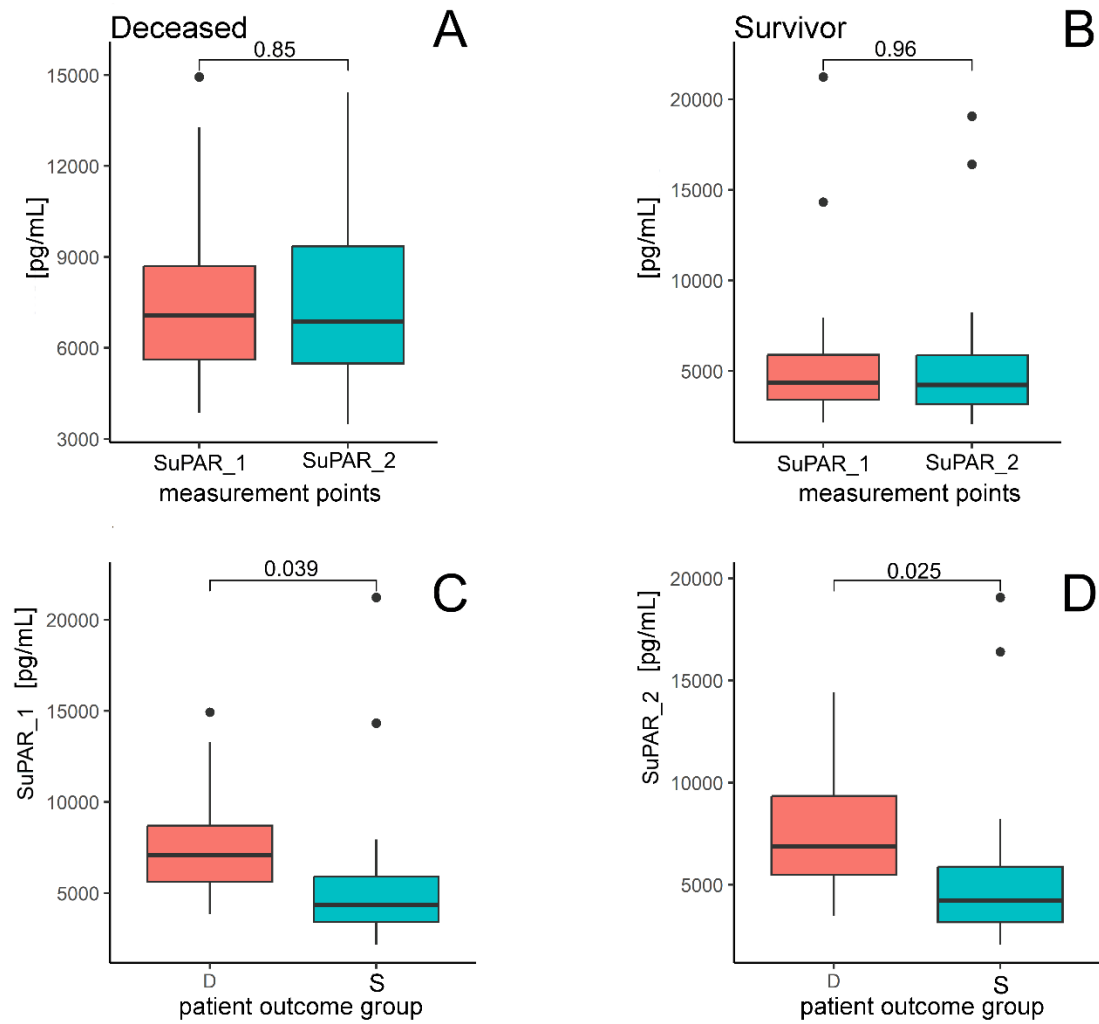 Deceased
A
0.85
15000
12000
9000
6000
3000
[pg/mL]
SuPAR_1
SuPAR_2
measurement points
Survivor
B
0.96
20000
15000
10000
5000
[pg/mL]
SuPAR_1
SuPAR_2
measurement points
C
0.039
20000
15000
10000
5000
SuPAR_1 [pg/mL]
D
S
patient outcome group
D
0.025
20000
15000
10000
5000
SuPAR_2 [pg/mL]
D
S
patient outcome group